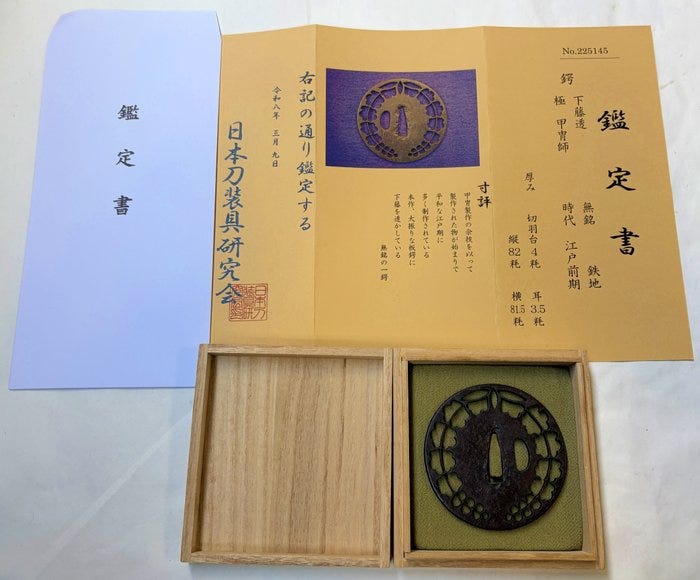 鑑定書
No.225145
鑑定書
鍔
下藤透
極 甲冑師
無銘 鉄地
時代 江戸前期
厚み 切羽台4粍 耳3.5粍
縦82粍 横81.5粍
寸評
甲冑製作の余技を以って
製作された物が始まりで
平和な江戸期に
多く制作されている
本作、大振りな板鍔に
下藤を透かしている
無銘の一鍔
右記の通り鑑定する
令和八年 三月九日
日本刀装具研究会